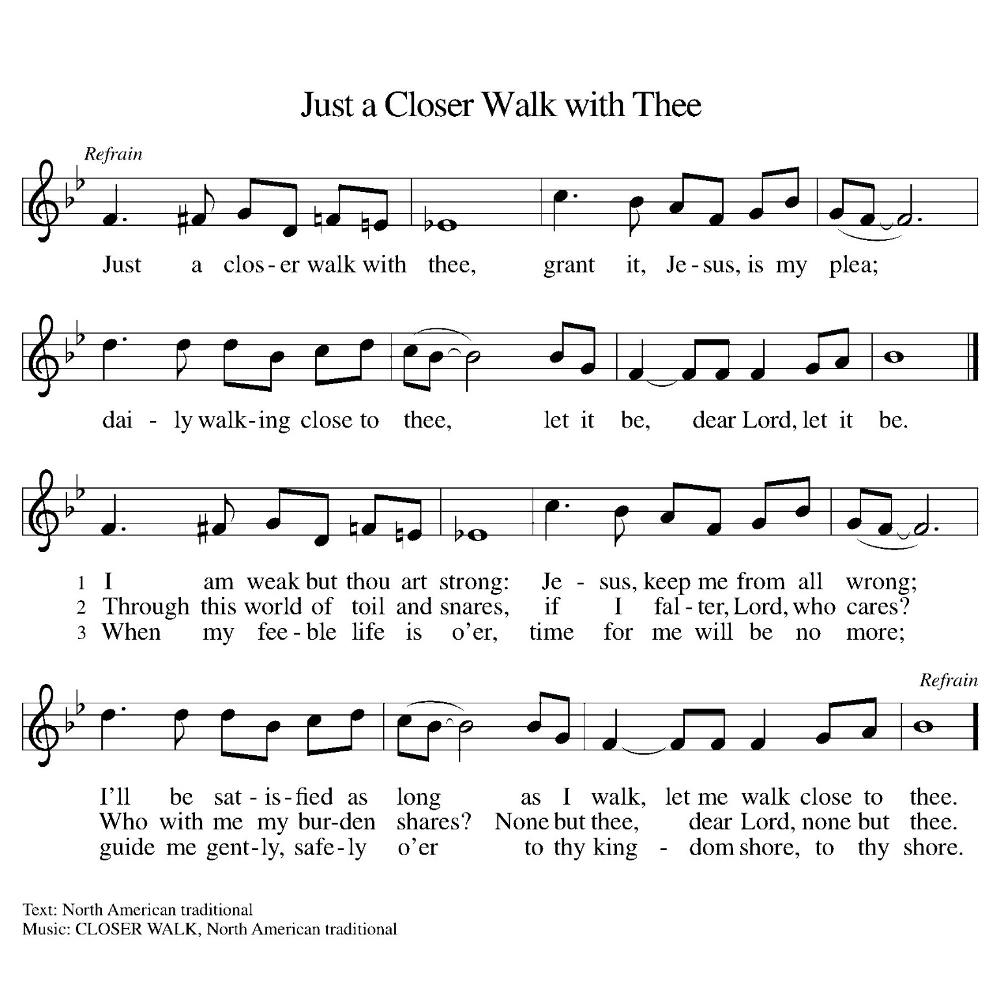 Just a Closer Walk with Thee
Refrain
Just a clos - er walk with thee, grant it, Je - sus, is my plea;
dai - ly walk - ing close to thee, let it be, dear Lord, let it be.
1 I am weak but thou art strong: Je - sus, keep me from all wrong;
2 Through this world of toil and snares, if I fal - ter, Lord, who cares?
3 When my fee - ble life is o’er, time for me will be no more;
Refrain
I’ll be sat - is - fied as long as I walk, let me walk close to thee.
Who with me my bur - den shares? None but thee, dear Lord, none but thee.
guide me gent - ly, safe - ly o’er to thy king - dom shore, to thy shore.
Text: North American traditional
Music: CLOSER WALK, North American traditional